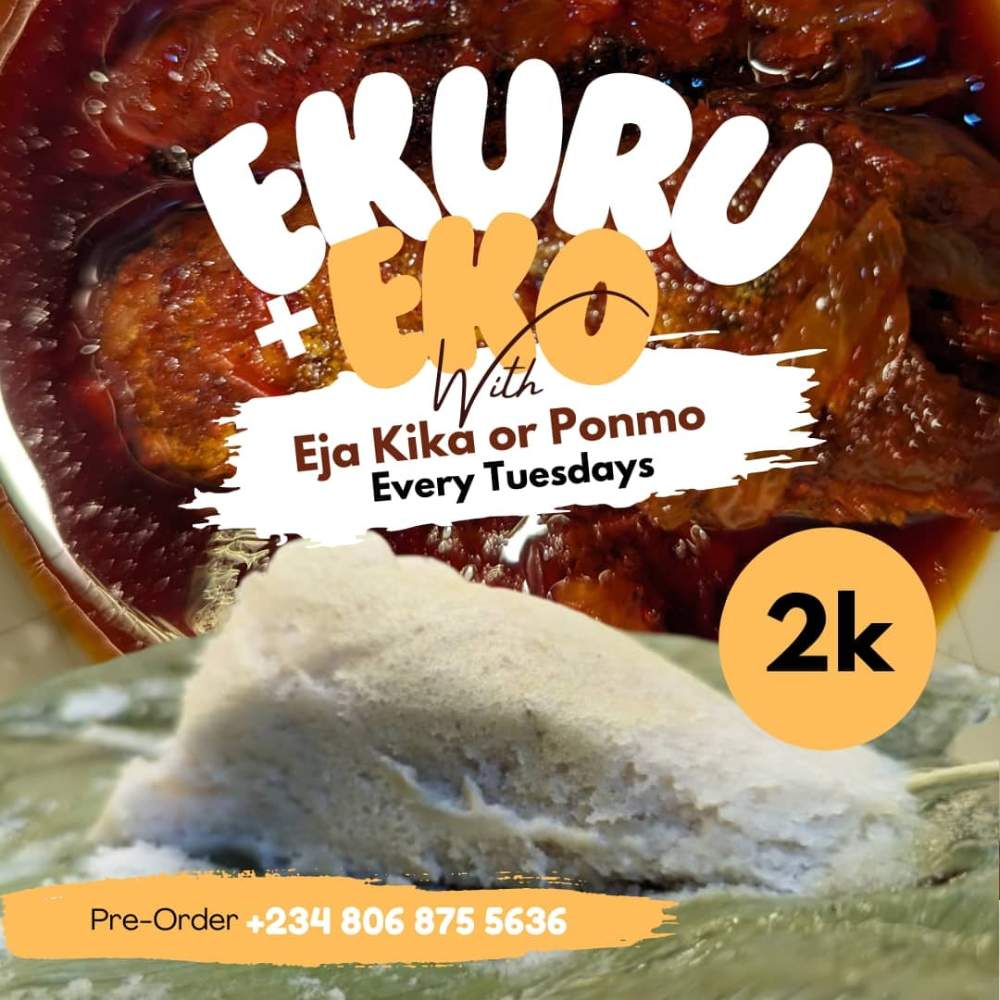 EKURU
+ EKO
With
Eja Kika or Ponmo
Every Tuesdays
2k
Pre-Order +234 806 875 5636